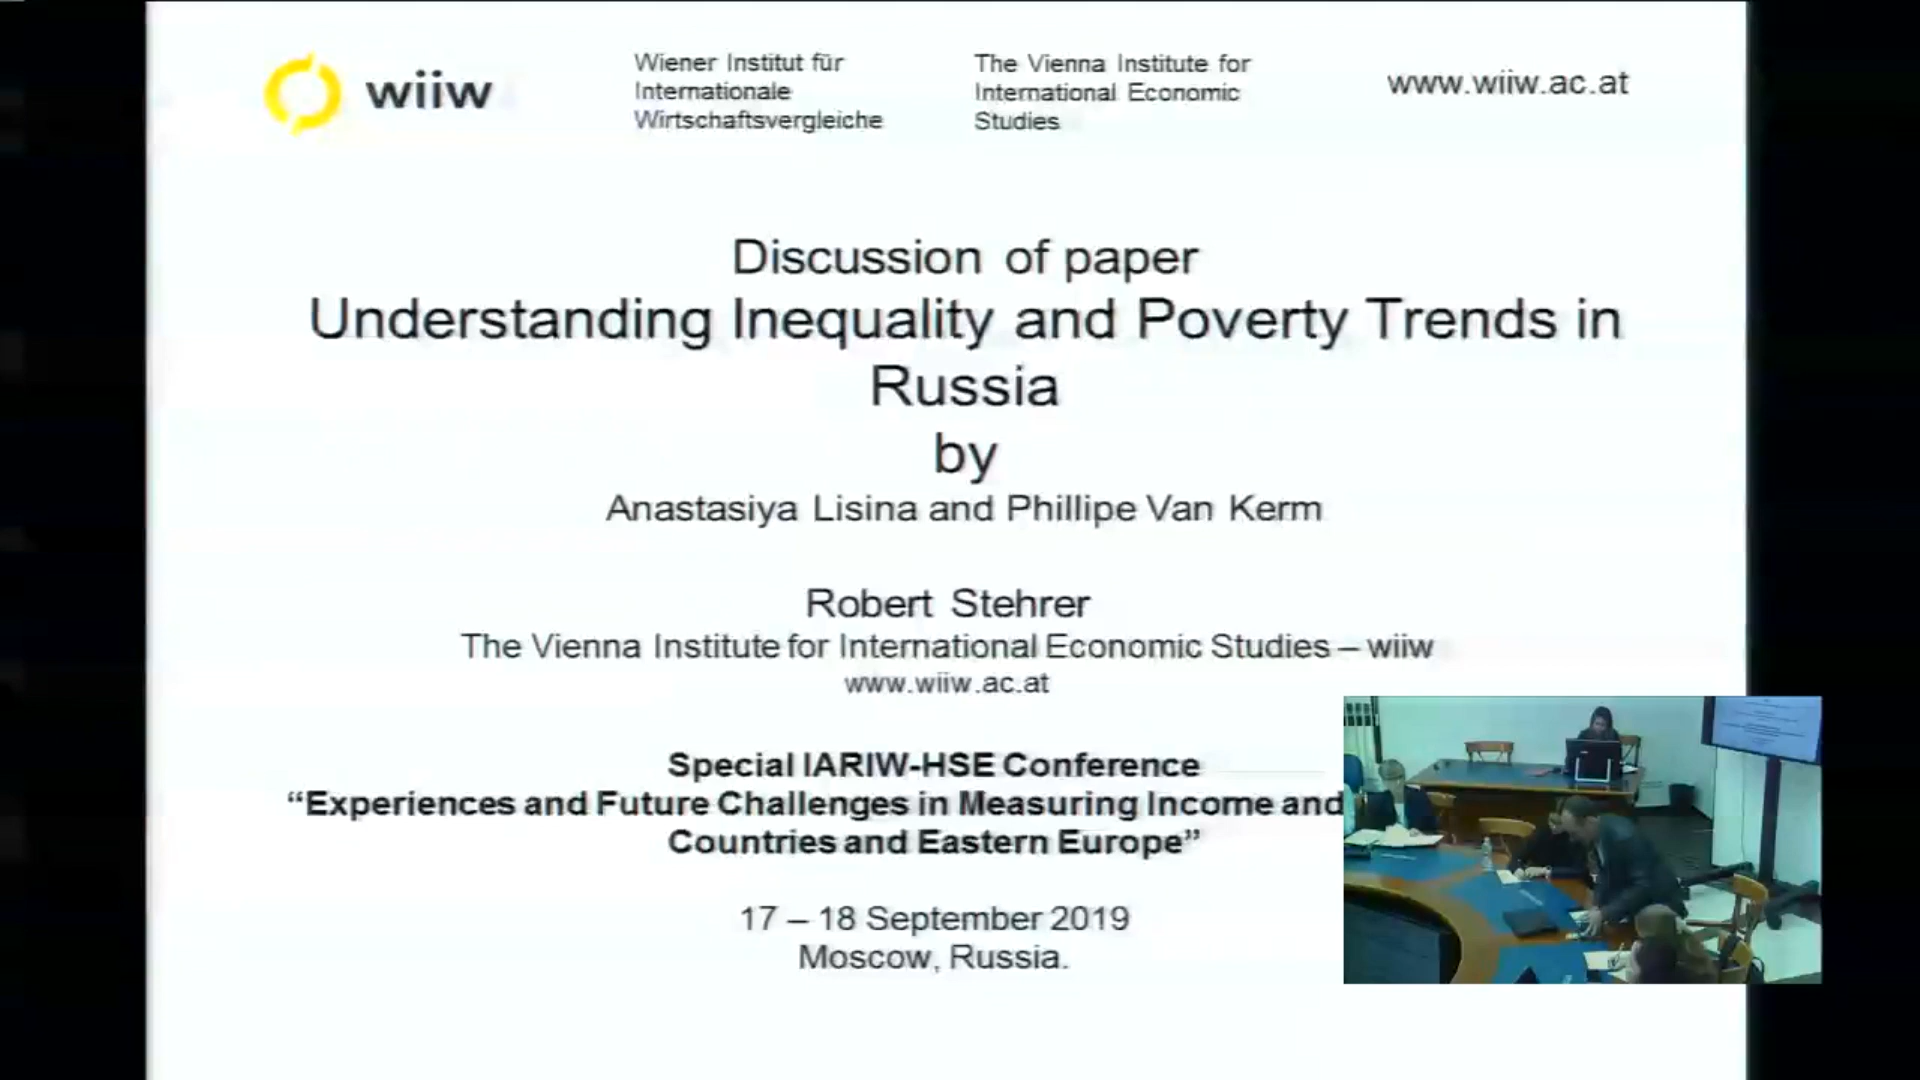 wiiw
Wiener Institut für
Internationale
Wirtschaftsvergleiche
The Vienna Institute for
International Economic
Studies
www.wiiw.ac.at
Discussion of paper
Understanding Inequality and Poverty Trends in
Russia
by
Anastasiya Lisina and Phillipe Van Kerm
Robert Stehrer
The Vienna Institute for International Economic Studies – wiiw
www.wiiw.ac.at
Special IARIW-HSE Conference
“Experiences and Future Challenges in Measuring Income and
Countries and Eastern Europe”
17 – 18 September 2019
Moscow, Russia.